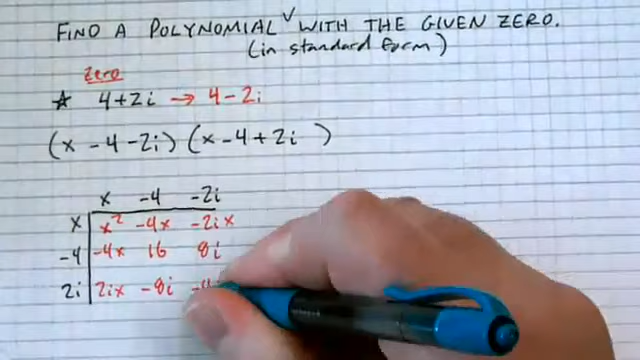 FIND A POLYNOMIAL WITH THE GIVEN ZERO.
(in standard form)
Zero
4+2i → 4-2i
(x -4 -2i) (x -4 +2i )
x -4 -2i
x x² -4x -2ix
-4 -4x 16 8i
2i 2ix -8i